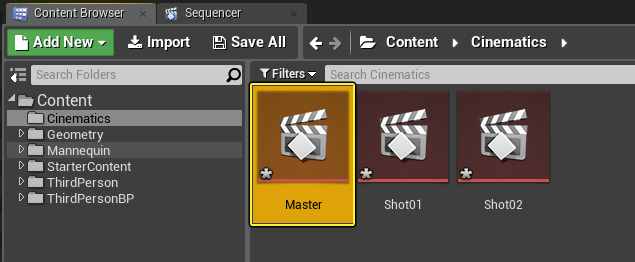 Content Browser Sequencer
Add New Import Save All Content Cinematics
Search Folders Filters Search Cinematics
Content
Cinematics
Geometry
Mannequin
StarterContent
ThirdPerson
ThirdPersonBP
Master Shot01 Shot02